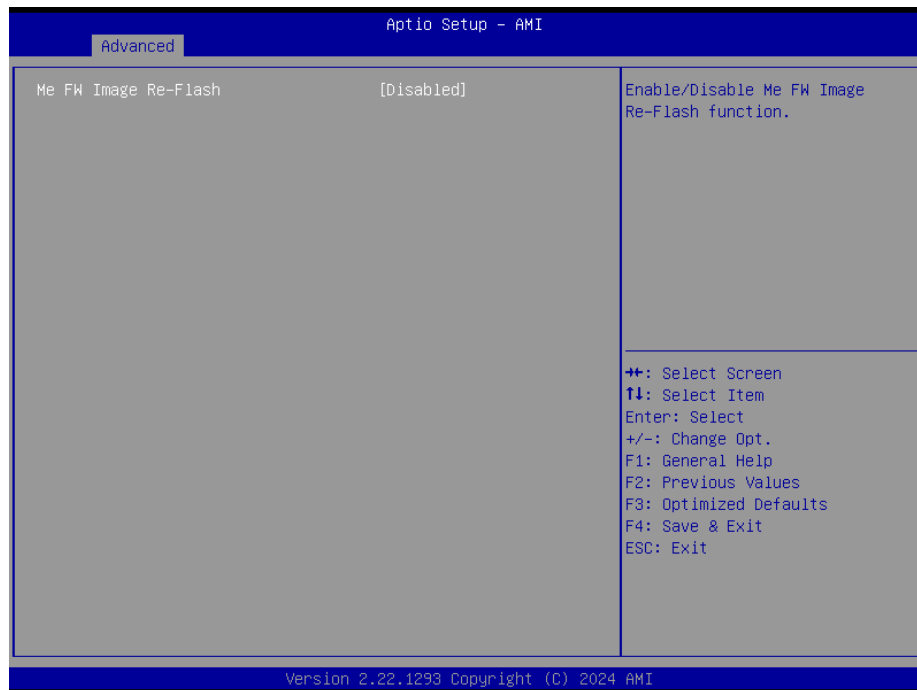 Aptio Setup – AMI
Advanced
Me FW Image Re-Flash [Disabled]
Enable/Disable Me FW Image
Re-Flash function.
→←: Select Screen
↑↓: Select Item
Enter: Select
+/-: Change Opt.
F1: General Help
F2: Previous Values
F3: Optimized Defaults
F4: Save & Exit
ESC: Exit
Version 2.22.1293 Copyright (C) 2024 AMI